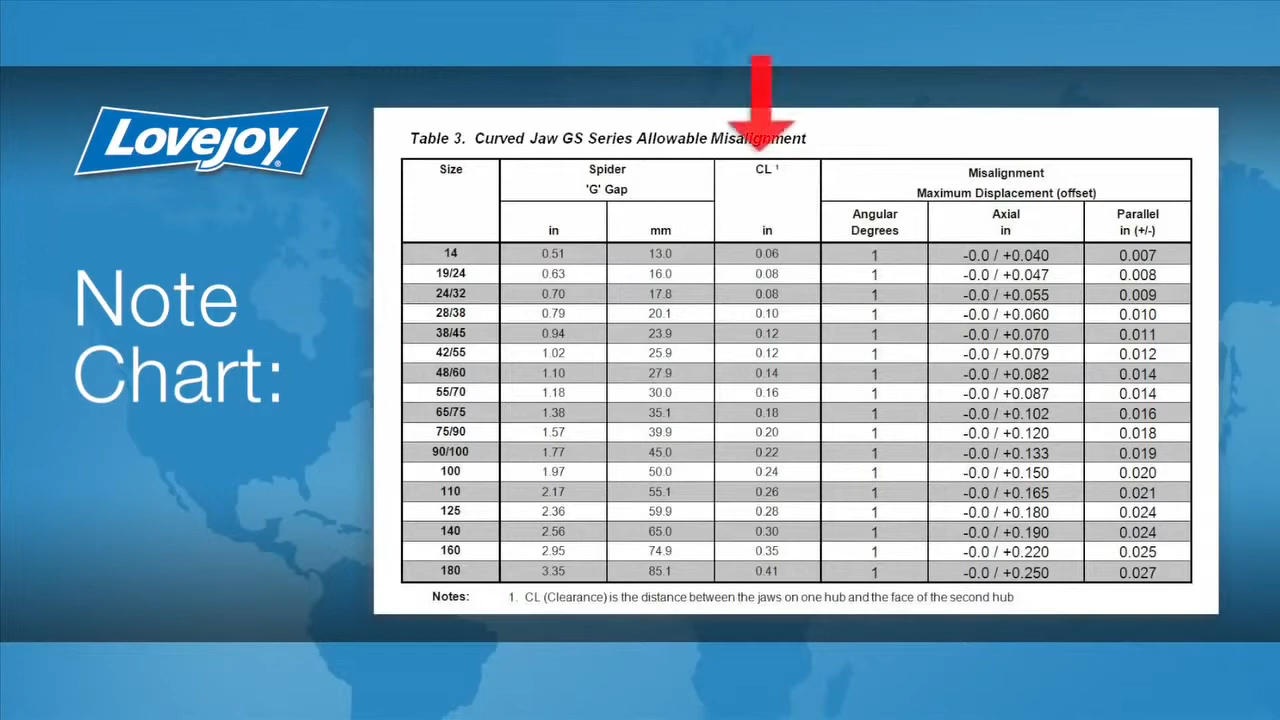 Lovejoy®
Note
Chart:
Table 3. Curved Jaw GS Series Allowable Misalignment
Size Spider CL ¹ Misalignment
'G' Gap Maximum Displacement (offset)
Angular Axial Parallel
in mm in Degrees in in (+/-)
14 0.51 13.0 0.06 1 -0.0 / +0.040 0.007
19/24 0.63 16.0 0.08 1 -0.0 / +0.047 0.008
24/32 0.70 17.8 0.08 1 -0.0 / +0.055 0.009
28/38 0.79 20.1 0.10 1 -0.0 / +0.060 0.010
38/45 0.94 23.9 0.12 1 -0.0 / +0.070 0.011
42/55 1.02 25.9 0.12 1 -0.0 / +0.079 0.012
48/60 1.10 27.9 0.14 1 -0.0 / +0.082 0.014
55/70 1.18 30.0 0.16 1 -0.0 / +0.087 0.014
65/75 1.38 35.1 0.18 1 -0.0 / +0.102 0.016
75/90 1.57 39.9 0.20 1 -0.0 / +0.120 0.018
90/100 1.77 45.0 0.22 1 -0.0 / +0.133 0.019
100 1.97 50.0 0.24 1 -0.0 / +0.150 0.020
110 2.17 55.1 0.26 1 -0.0 / +0.165 0.021
125 2.36 59.9 0.28 1 -0.0 / +0.180 0.024
140 2.56 65.0 0.30 1 -0.0 / +0.190 0.024
160 2.95 74.9 0.35 1 -0.0 / +0.220 0.025
180 3.35 85.1 0.41 1 -0.0 / +0.250 0.027
Notes: 1. CL (Clearance) is the distance between the jaws on one hub and the face of the second hub